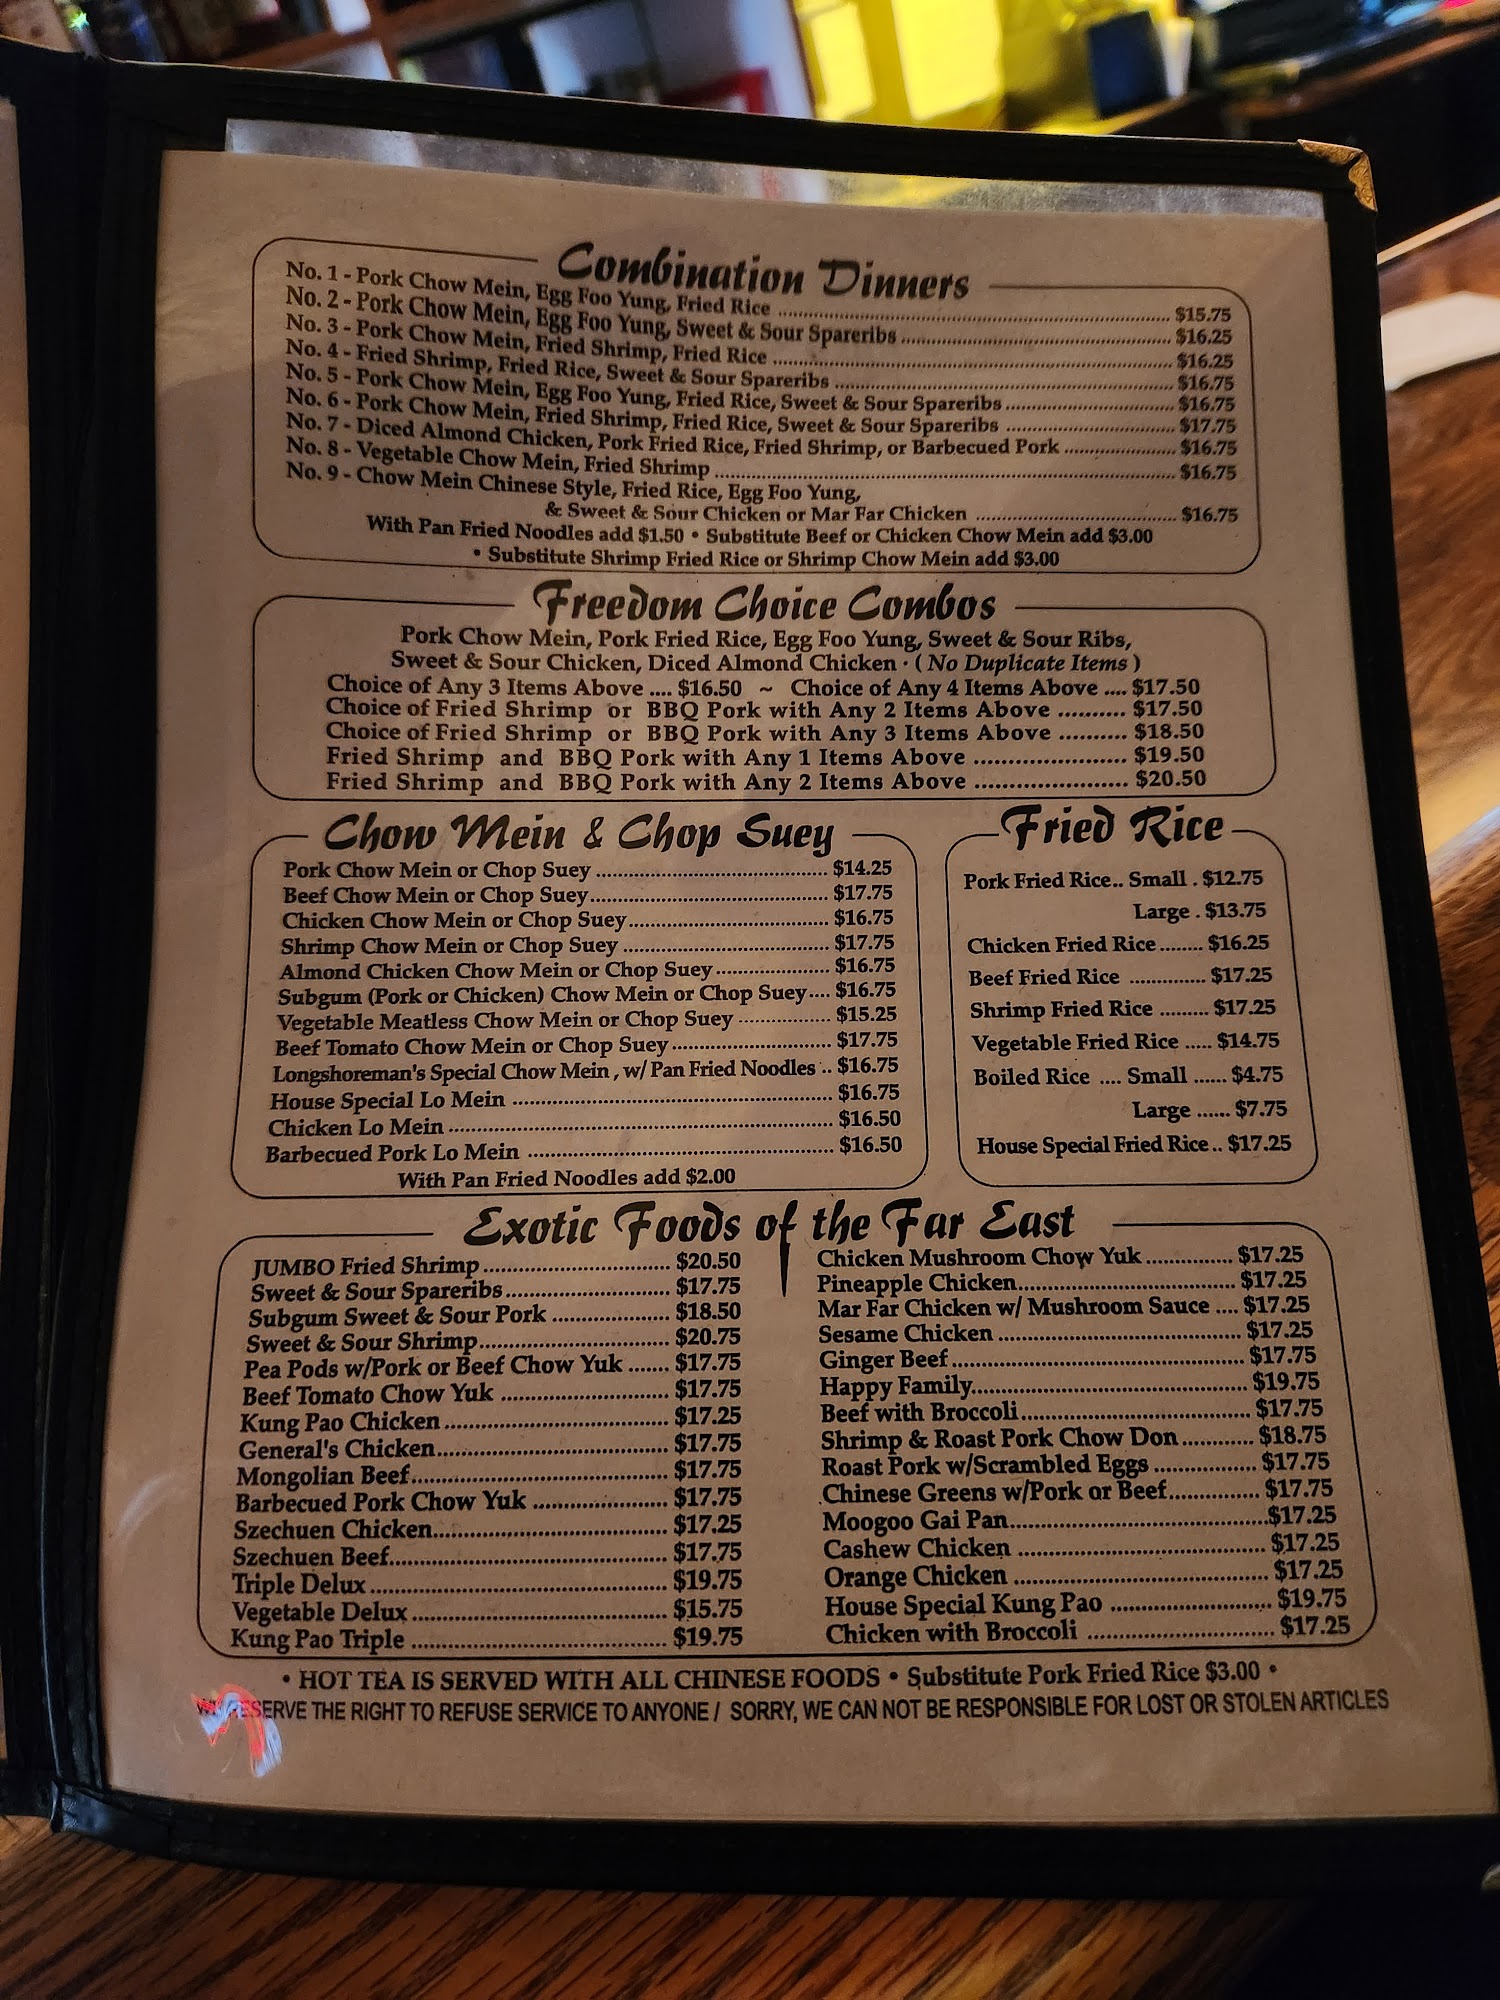 Combination Dinners
No. 1 - Pork Chow Mein, Egg Foo Yung, Fried Rice ... $15.75
No. 2 - Pork Chow Mein, Egg Foo Yung, Sweet & Sour Spareribs ... $16.25
No. 3 - Pork Chow Mein, Fried Shrimp, Fried Rice ... $16.25
No. 4 - Fried Shrimp, Fried Rice, Sweet & Sour Spareribs ... $16.75
No. 5 - Pork Chow Mein, Egg Foo Yung, Fried Rice, Sweet & Sour Spareribs ... $16.75
No. 6 - Pork Chow Mein, Fried Shrimp, Fried Rice, Sweet & Sour Spareribs ... $17.75
No. 7 - Diced Almond Chicken, Pork Fried Rice, Fried Shrimp, or Barbecued Pork ... $16.75
No. 8 - Vegetable Chow Mein, Fried Shrimp ... $16.75
No. 9 - Chow Mein Chinese Style, Fried Rice, Egg Foo Yung,
& Sweet & Sour Chicken or Mar Far Chicken ... $16.75
With Pan Fried Noodles add $1.50 • Substitute Beef or Chicken Chow Mein add $3.00
• Substitute Shrimp Fried Rice or Shrimp Chow Mein add $3.00
Freedom Choice Combos
Pork Chow Mein, Pork Fried Rice, Egg Foo Yung, Sweet & Sour Ribs,
Sweet & Sour Chicken, Diced Almond Chicken · ( No Duplicate Items )
Choice of Any 3 Items Above .... $16.50 ~ Choice of Any 4 Items Above .... $17.50
Choice of Fried Shrimp or BBQ Pork with Any 2 Items Above .......... $17.50
Choice of Fried Shrimp or BBQ Pork with Any 3 Items Above .......... $18.50
Fried Shrimp and BBQ Pork with Any 1 Items Above ... $19.50
Fried Shrimp and BBQ Pork with Any 2 Items Above ... $20.50
Chow Mein & Chop Suey
Pork Chow Mein or Chop Suey ... $14.25
Beef Chow Mein or Chop Suey ... $17.75
Chicken Chow Mein or Chop Suey ... $16.75
Shrimp Chow Mein or Chop Suey ... $17.75
Almond Chicken Chow Mein or Chop Suey ... $16.75
Subgum (Pork or Chicken) Chow Mein or Chop Suey .... $16.75
Vegetable Meatless Chow Mein or Chop Suey ... $15.25
Beef Tomato Chow Mein or Chop Suey ... $17.75
Longshoreman's Special Chow Mein , w/ Pan Fried Noodles .. $16.75
House Special Lo Mein ... $16.75
Chicken Lo Mein ... $16.50
Barbecued Pork Lo Mein ... $16.50
With Pan Fried Noodles add $2.00
Fried Rice
Pork Fried Rice.. Small . $12.75
Large . $13.75
Chicken Fried Rice ........ $16.25
Beef Fried Rice ... $17.25
Shrimp Fried Rice ......... $17.25
Vegetable Fried Rice ..... $14.75
Boiled Rice .... Small ...... $4.75
Large ...... $7.75
House Special Fried Rice .. $17.25
Exotic Foods of the Far East
JUMBO Fried Shrimp ... $20.50
Sweet & Sour Spareribs ... $17.75
Subgum Sweet & Sour Pork ... $18.50
Sweet & Sour Shrimp ... $20.75
Pea Pods w/Pork or Beef Chow Yuk ....... $17.75
Beef Tomato Chow Yuk ... $17.75
Kung Pao Chicken ... $17.25
General's Chicken ... $17.75
Mongolian Beef ... $17.75
Barbecued Pork Chow Yuk ... $17.75
Szechuen Chicken ... $17.25
Szechuen Beef ... $17.75
Triple Delux ... $19.75
Vegetable Delux ... $15.75
Kung Pao Triple ... $19.75
Chicken Mushroom Chow Yuk ... $17.25
Pineapple Chicken ... $17.25
Mar Far Chicken w/ Mushroom Sauce .... $17.25
Sesame Chicken ... $17.25
Ginger Beef ... $17.75
Happy Family ... $19.75
Beef with Broccoli ... $17.75
Shrimp & Roast Pork Chow Don ... $18.75
Roast Pork w/Scrambled Eggs ... $17.75
Chinese Greens w/Pork or Beef ... $17.75
Moogoo Gai Pan ... $17.25
Cashew Chicken ... $17.25
Orange Chicken ... $17.25
House Special Kung Pao ... $19.75
Chicken with Broccoli ... $17.25
• HOT TEA IS SERVED WITH ALL CHINESE FOODS • Substitute Pork Fried Rice $3.00 •
WE RESERVE THE RIGHT TO REFUSE SERVICE TO ANYONE / SORRY, WE CAN NOT BE RESPONSIBLE FOR LOST OR STOLEN ARTICLES